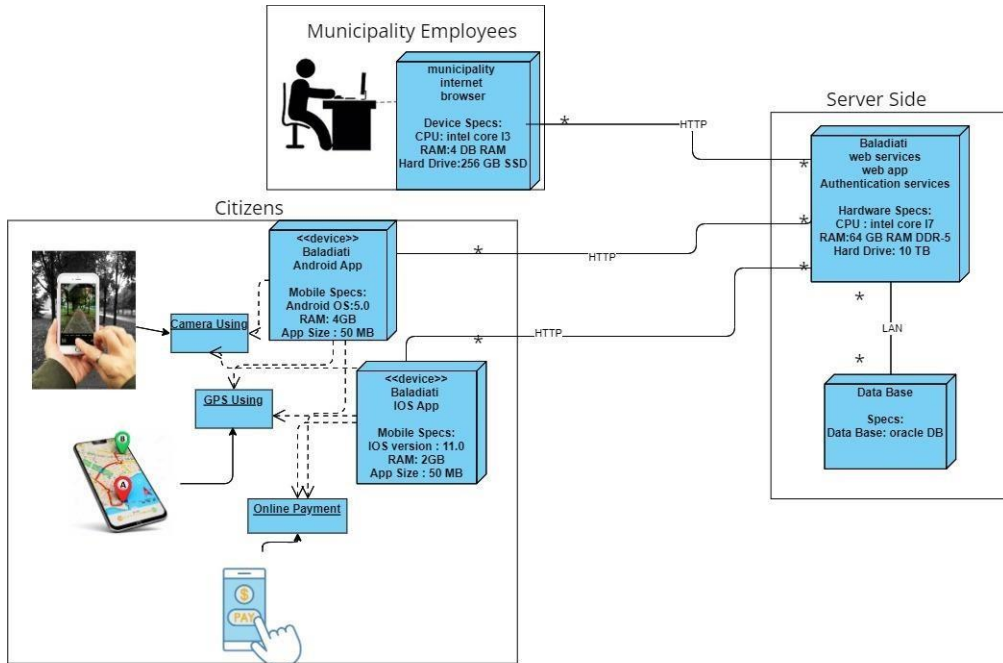 Municipality Employees
municipality
internet
browser
Device Specs:
CPU: intel core I3
RAM:4 DB RAM
Hard Drive:256 GB SSD
*
HTTP
*
Server Side
Baladiati
web services
web app
Authentication services
Hardware Specs:
CPU : intel core I7
RAM:64 GB RAM DDR-5
Hard Drive: 10 TB
*
LAN
*
Data Base
Specs:
Data Base: oracle DB
Citizens
<<device>>
Baladiati
Android App
Mobile Specs:
Android OS:5.0
RAM: 4GB
App Size : 50 MB
*
HTTP
*
Camera Using
<<device>>
Baladiati
IOS App
Mobile Specs:
IOS version : 11.0
RAM: 2GB
App Size : 50 MB
*
HTTP
*
GPS Using
B
A
Online Payment
$
PAY